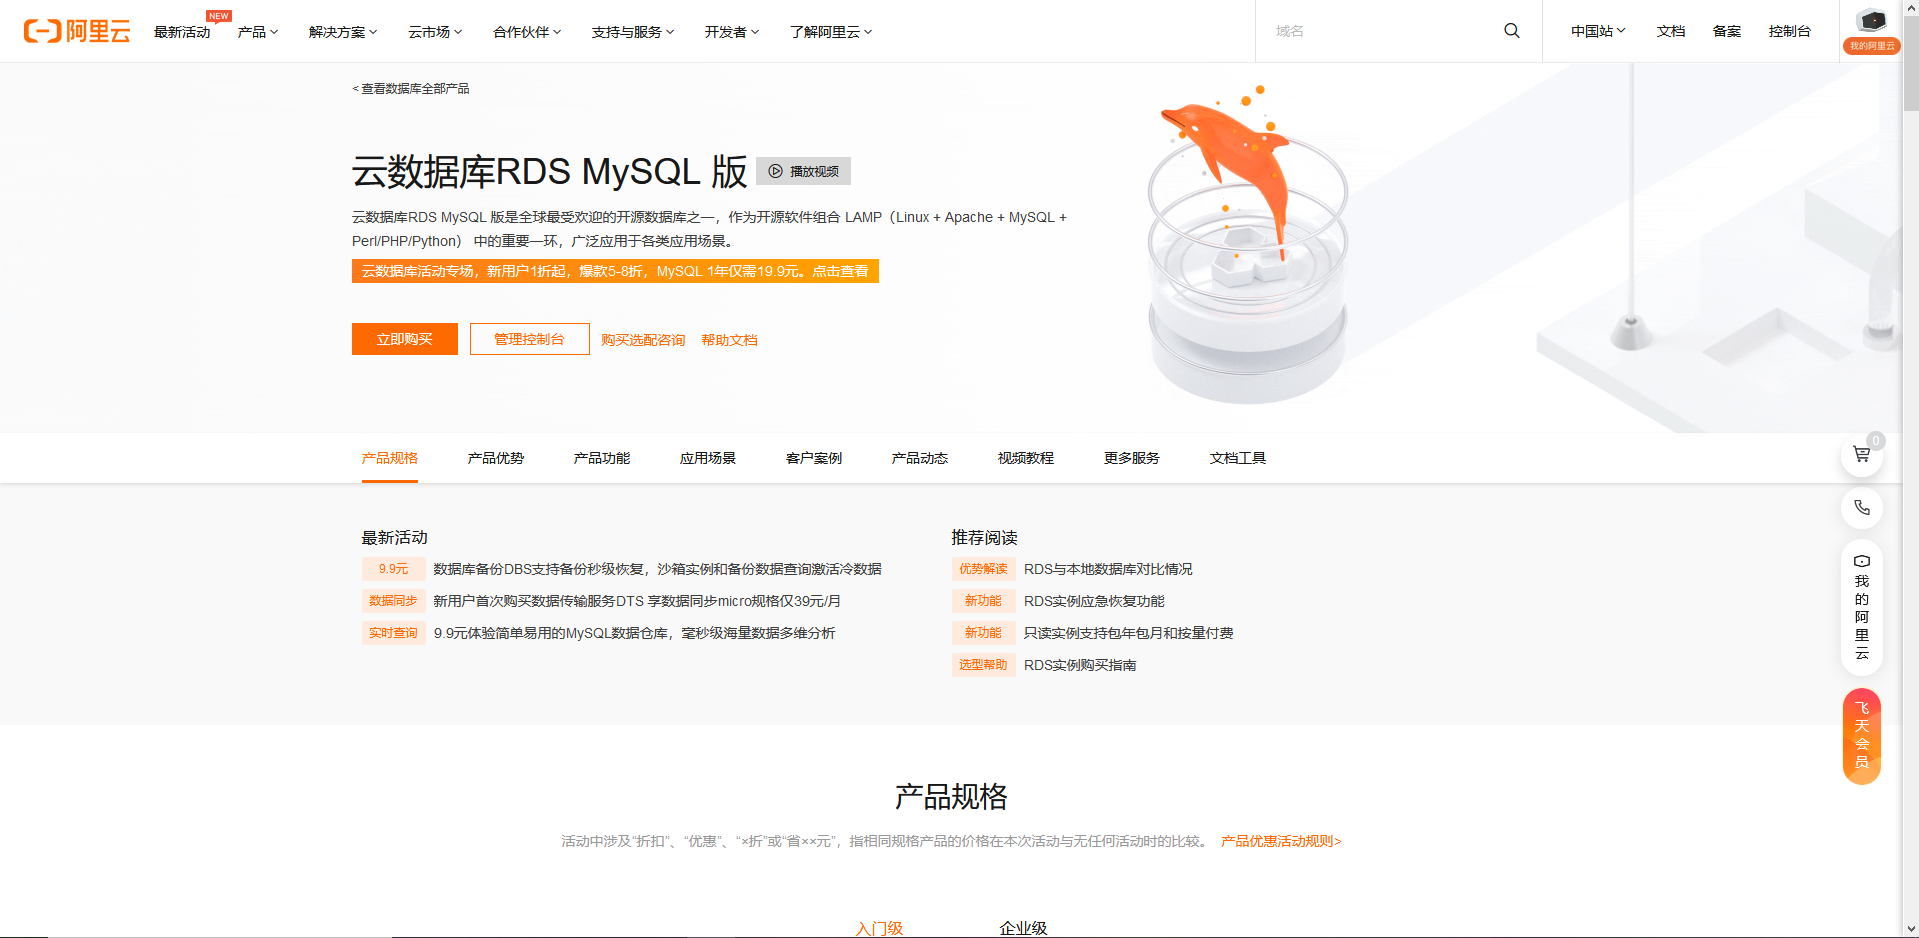 阿里云
最新活动
NEW
产品
解决方案
云市场
合作伙伴
支持与服务
开发者
了解阿里云
域名
中国站
文档
备案
控制台
我的阿里云
< 查看数据库全部产品
云数据库RDS MySQL 版
播放视频
云数据库RDS MySQL 版是全球最受欢迎的开源数据库之一，作为开源软件组合 LAMP（Linux + Apache + MySQL +
Perl/PHP/Python） 中的重要一环，广泛应用于各类应用场景。
云数据库活动专场，新用户1折起，爆款5-8折，MySQL 1年仅需19.9元。点击查看
立即购买
管理控制台
购买选配咨询
帮助文档
产品规格
产品优势
产品功能
应用场景
客户案例
产品动态
视频教程
更多服务
文档工具
0
最新活动
9.9元 数据库备份DBS支持备份秒级恢复，沙箱实例和备份数据查询激活冷数据
数据同步 新用户首次购买数据传输服务DTS 享数据同步micro规格仅39元/月
实时查询 9.9元体验简单易用的MySQL数据仓库，毫秒级海量数据多维分析
推荐阅读
优势解读 RDS与本地数据库对比情况
新功能 RDS实例应急恢复功能
新功能 只读实例支持包年包月和按量付费
选型帮助 RDS实例购买指南
我的阿里云
飞天会员
产品规格
活动中涉及“折扣”、“优惠”、“×折”或“省××元”，指相同规格产品的价格在本次活动与无任何活动时的比较。 产品优惠活动规则>
入门级
企业级